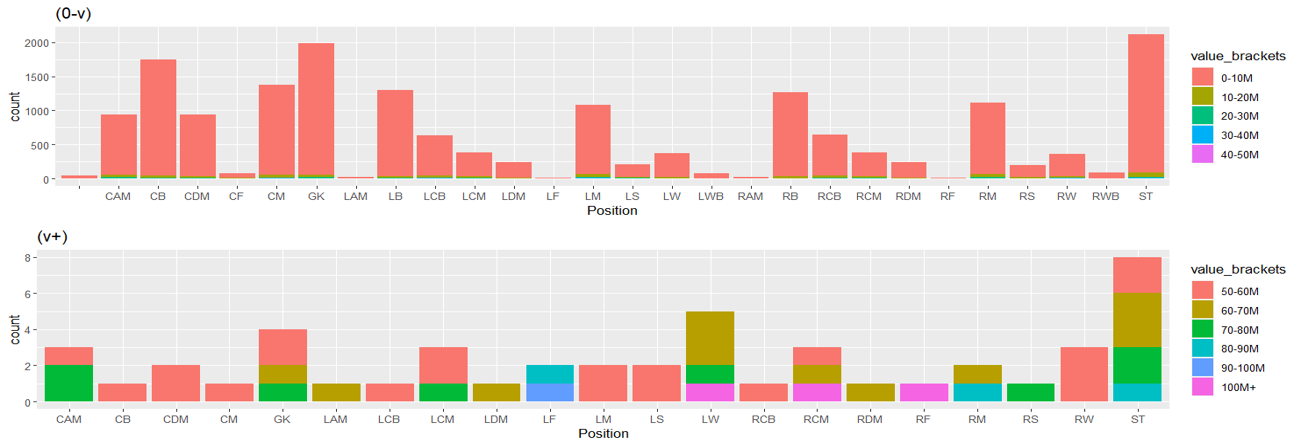 (0-v)
2000
1500
1000
500
0
count
CAM CB CDM CF CM GK LAM LB LCB LCM LDM LF LM LS LW LWB RAM RB RCB RCM RDM RF RM RS RW RWB ST
Position
value_brackets
0-10M
10-20M
20-30M
30-40M
40-50M
(v+)
8
6
4
2
0
count
CAM CB CDM CM GK LAM LCB LCM LDM LF LM LS LW RCB RCM RDM RF RM RS RW ST
Position
value_brackets
50-60M
60-70M
70-80M
80-90M
90-100M
100M+